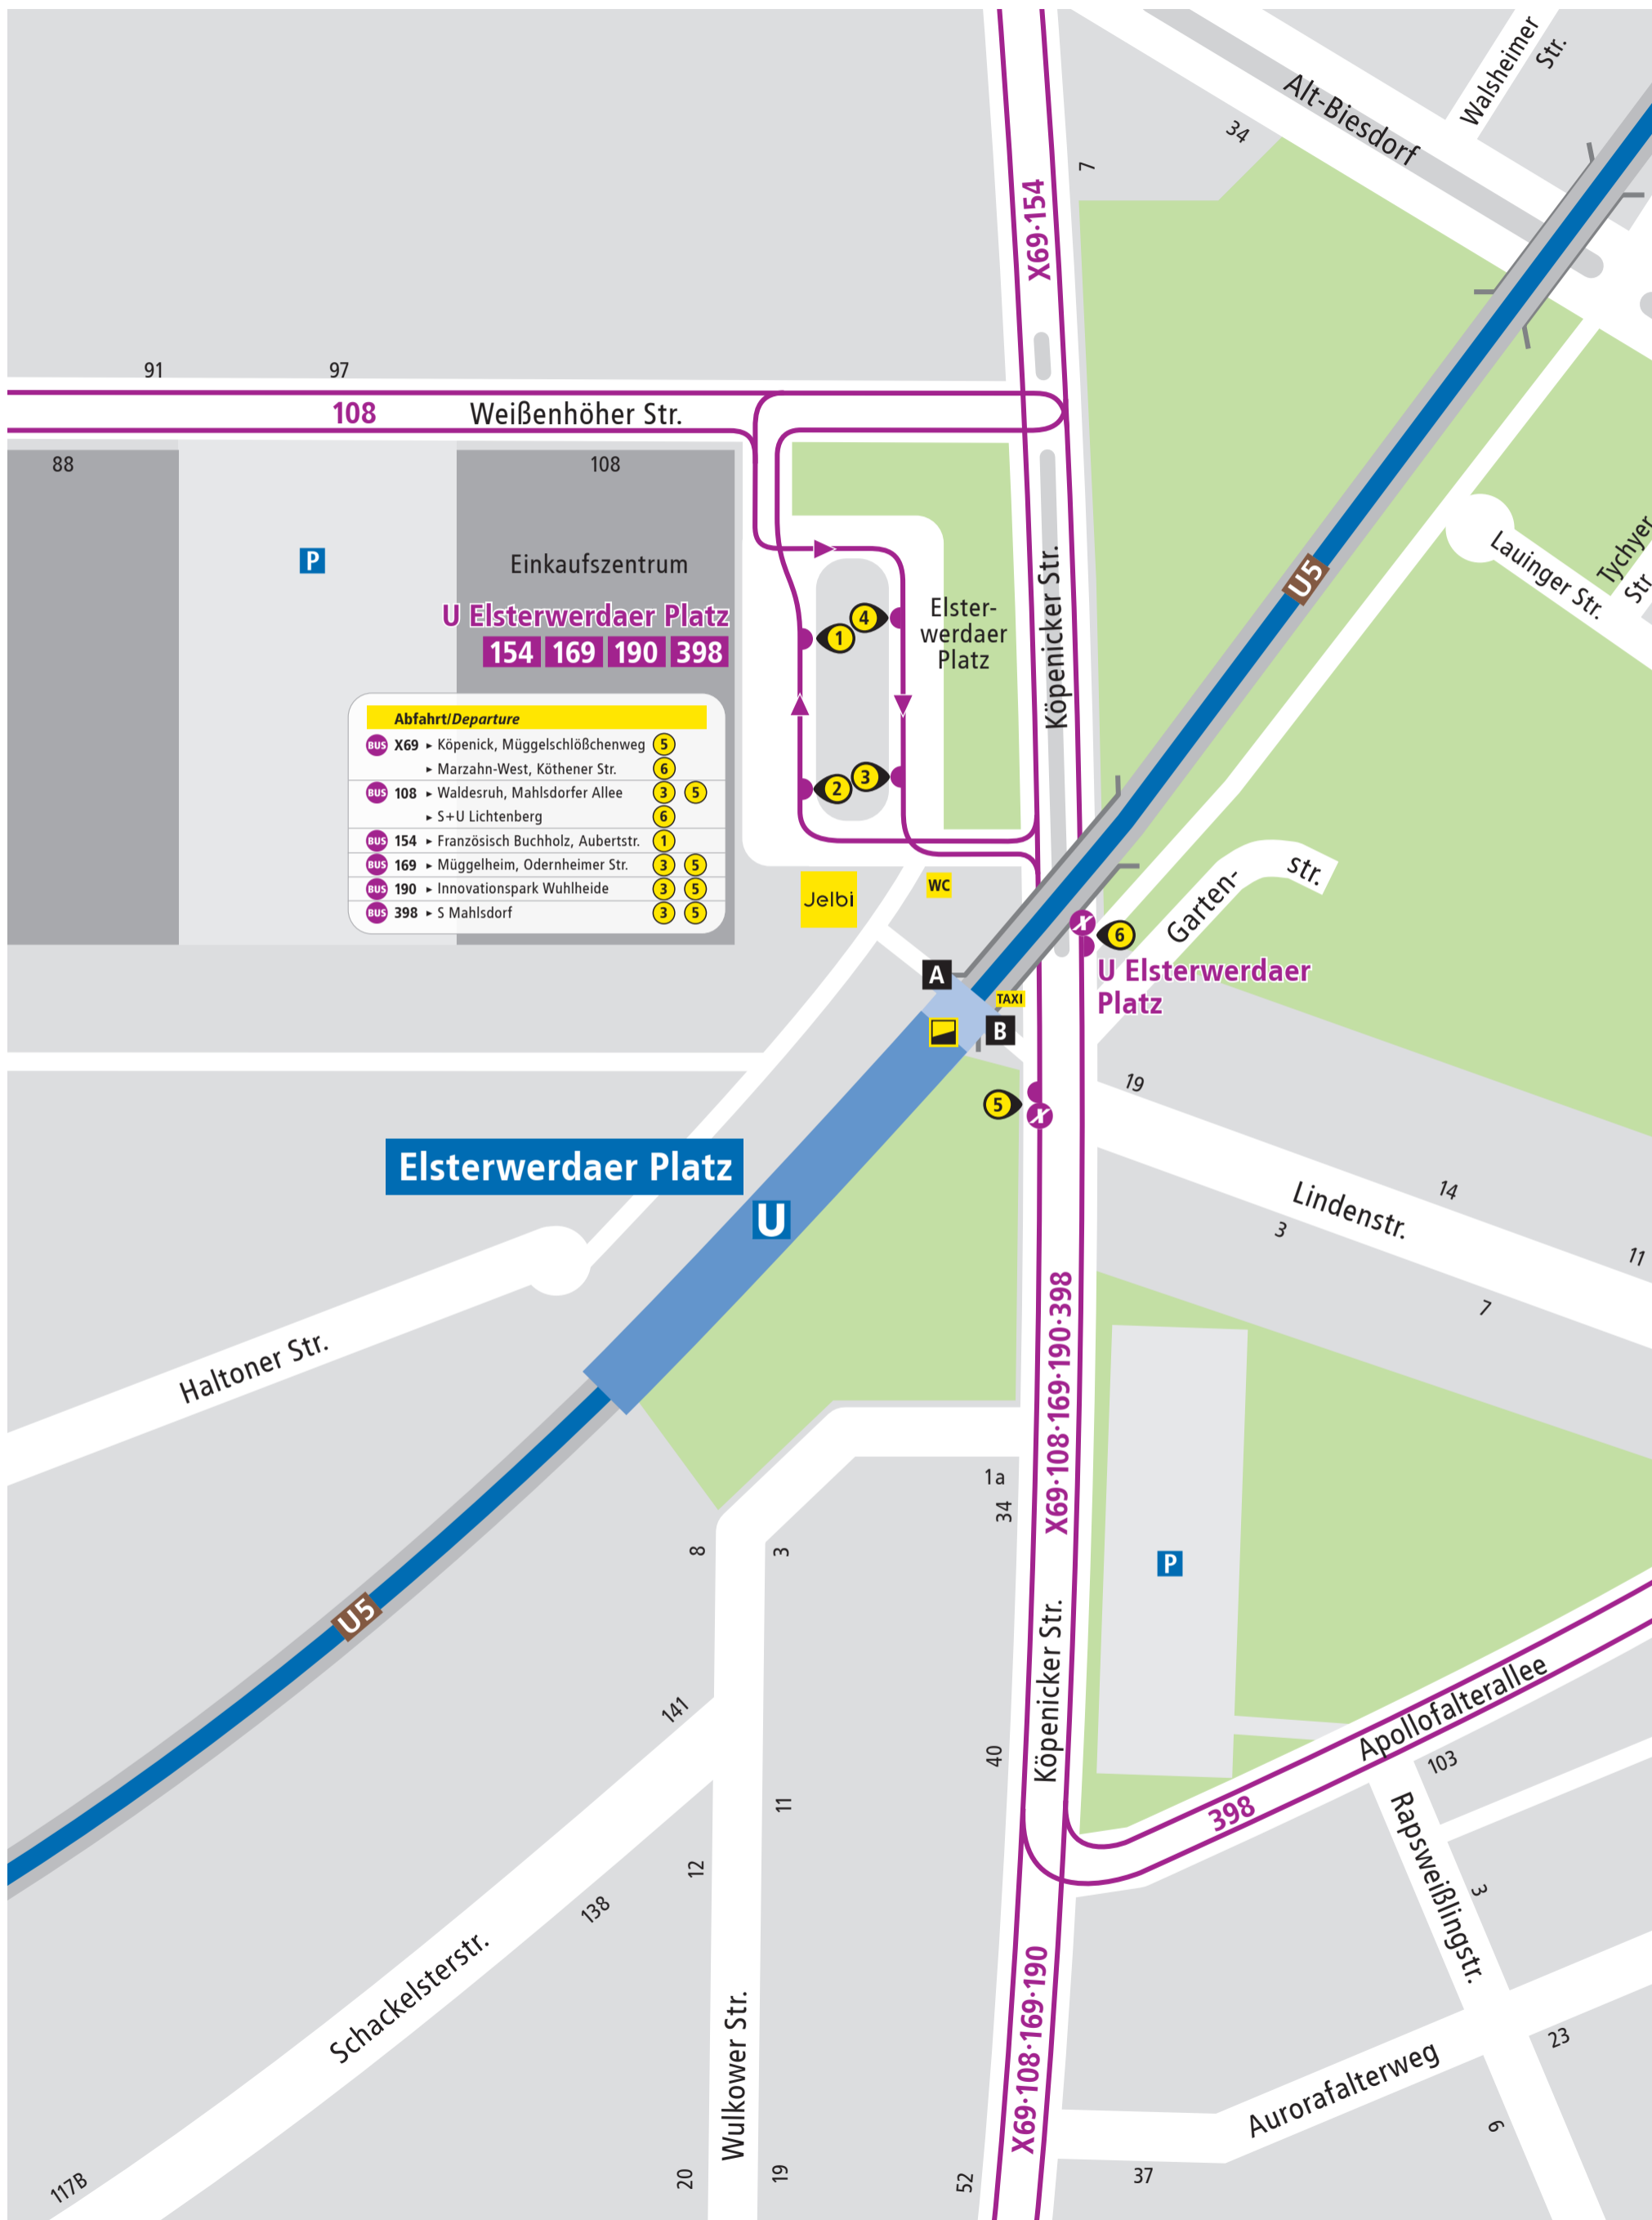 Walsheimer
Str.
Alt-Biesdorf
34
7
X69·154
91
97
108
Weißenhöher Str.
88
108
P
Einkaufszentrum
U Elsterwerdaer Platz
154 169 190 398
4
1
3
2
Elster-
werdaer
Platz
Köpenicker Str.
U5
Lauinger Str.
Tychyer
Str.
Abfahrt/Departure
BUS X69 ▸ Köpenick, Müggelschlößchenweg 5
▸ Marzahn-West, Köthener Str. 6
BUS 108 ▸ Waldesruh, Mahlsdorfer Allee 3 5
▸ S+U Lichtenberg 6
BUS 154 ▸ Französisch Buchholz, Aubertstr. 1
BUS 169 ▸ Müggelheim, Odernheimer Str. 3 5
BUS 190 ▸ Innovationspark Wuhlheide 3 5
BUS 398 ▸ S Mahlsdorf 3 5
Jelbi
WC
Garten-
str.
X
6
A
TAXI
B
U Elsterwerdaer
Platz
5
X
19
Elsterwerdaer Platz
U
14
Lindenstr.
3
11
7
Haltoner Str.
X69·108·169·190·398
1a
34
8
3
P
U5
Köpenicker Str.
141
40
11
12
138
Apollofalterallee
103
398
Rapsweißlingstr.
3
Schackelsterstr.
Wulkower Str.
X69·108·169·190
23
Aurorafalterweg
6
117B
20
19
52
37